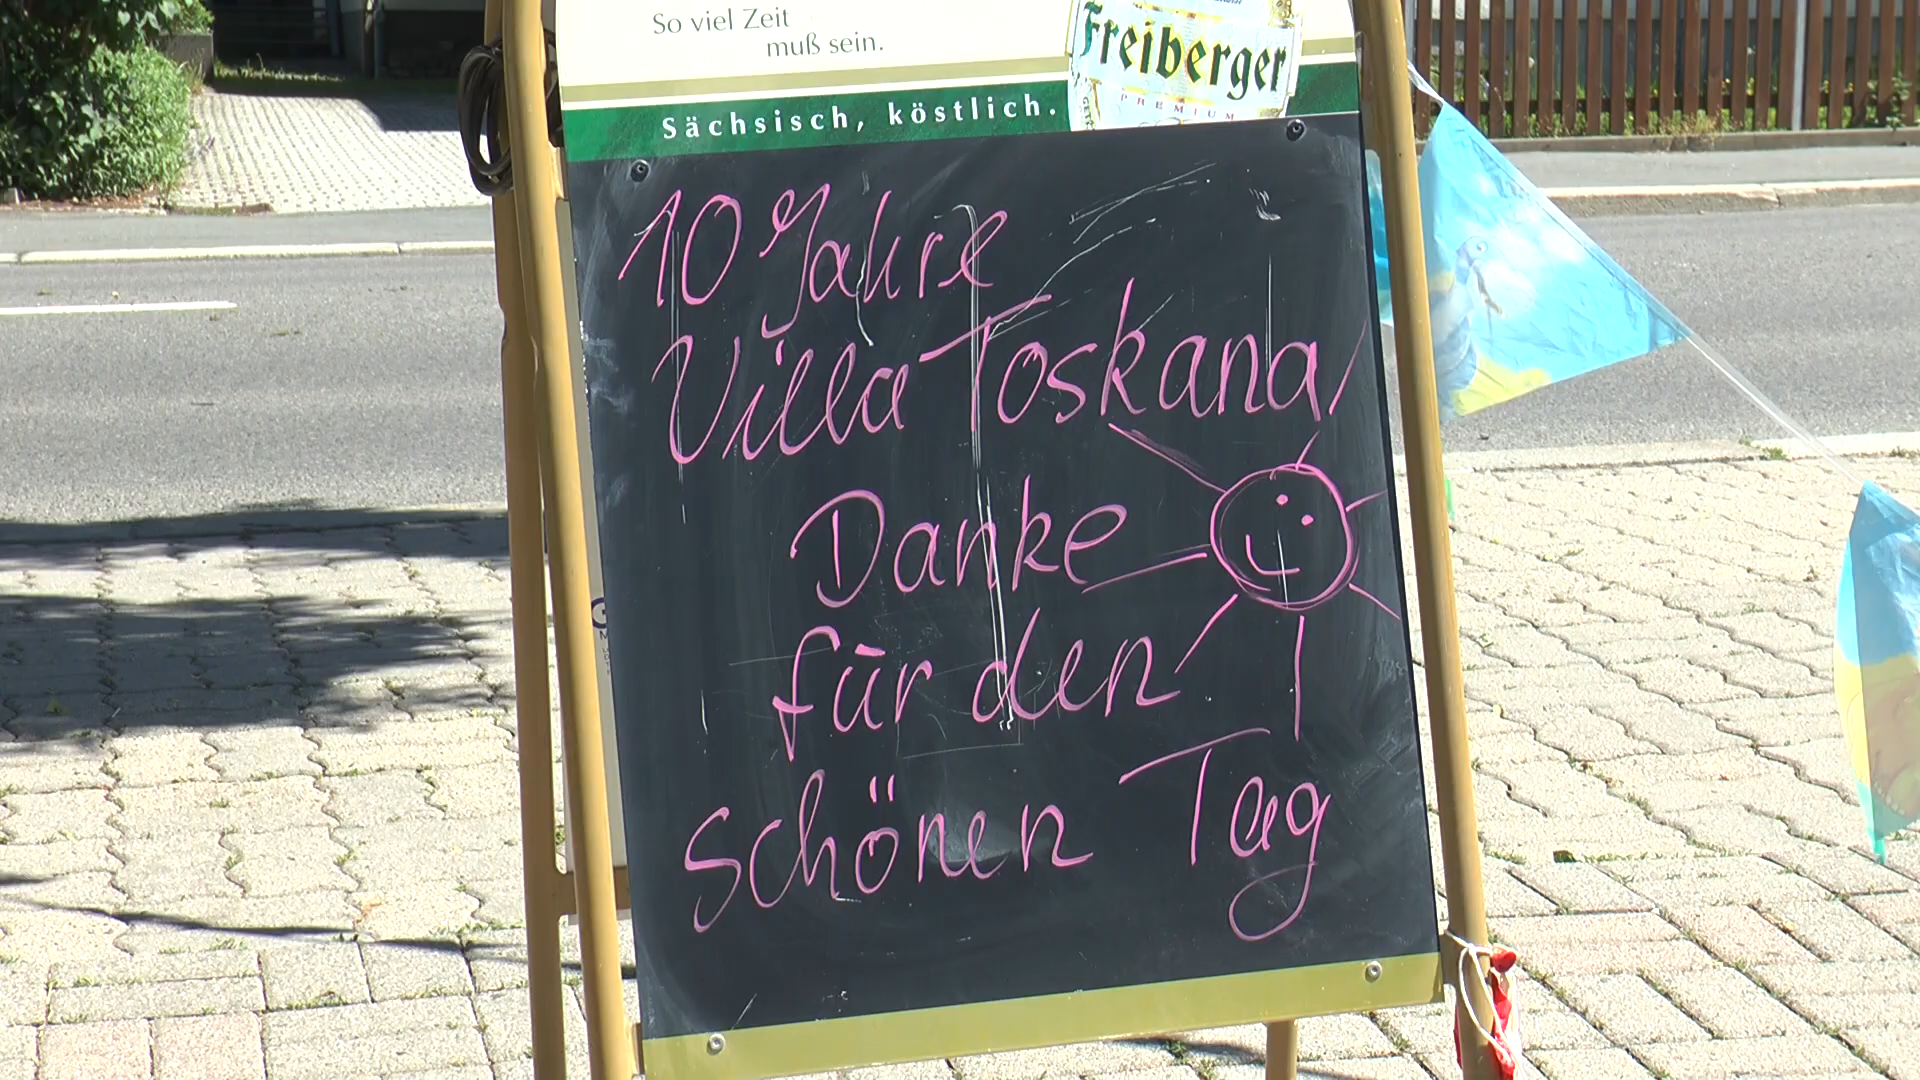 So viel Zeit
muß sein.
Freiberger
PREMIUM
Sächsisch, köstlich.
10 Jahre
Villa Toskana
Danke
für den
schönen Tag